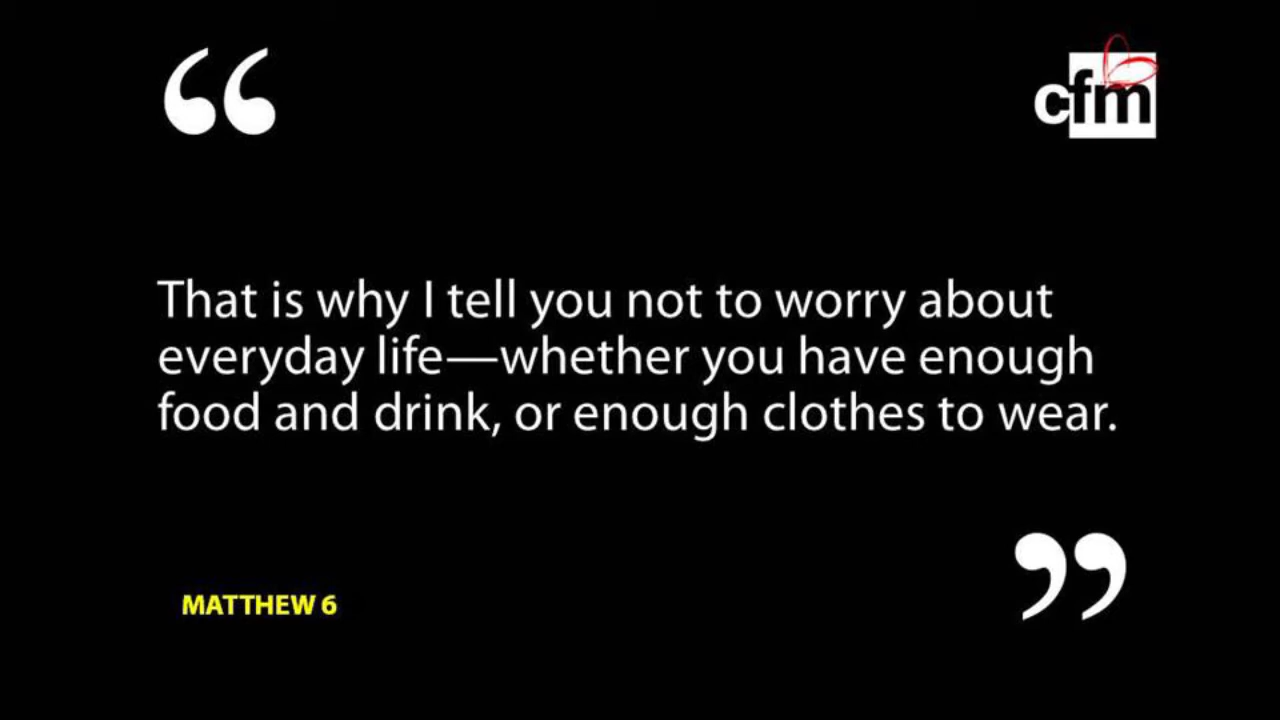 “
cfm
That is why I tell you not to worry about
everyday life—whether you have enough
food and drink, or enough clothes to wear.
”
MATTHEW 6